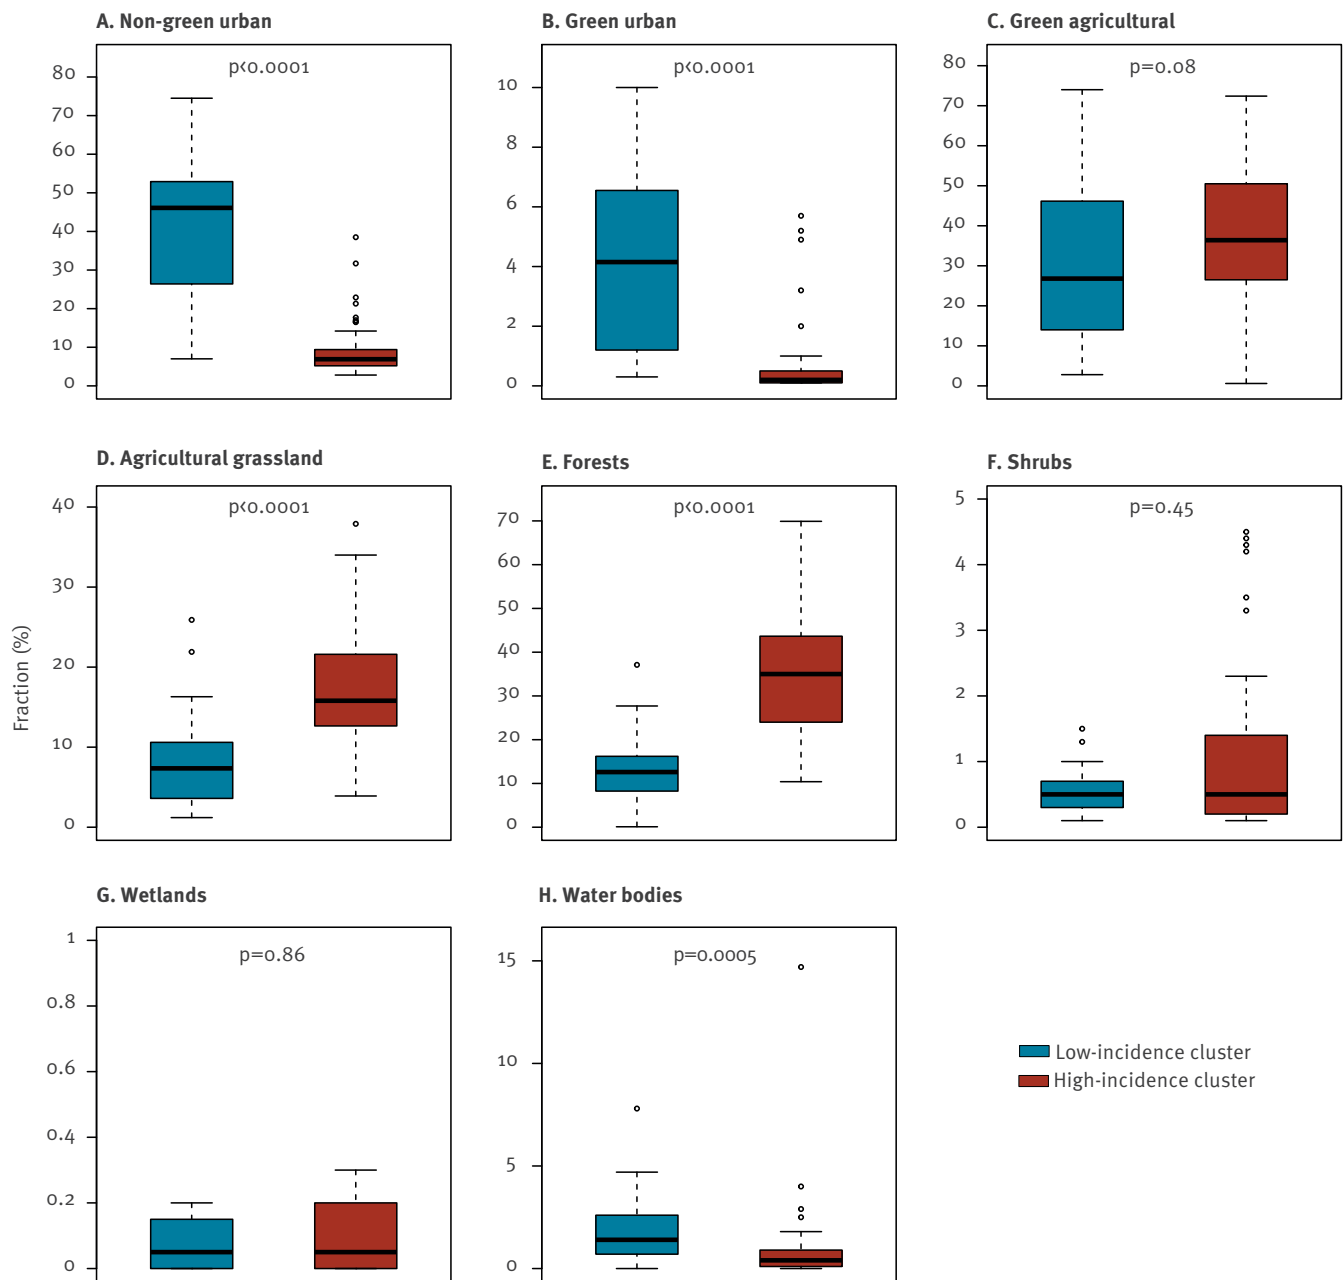 A. Non-green urban
B. Green urban
C. Green agricultural
p<0.0001
p<0.0001
p=0.08
80
70
60
50
40
30
20
10
0
10
8
6
4
2
0
80
70
60
50
40
30
20
10
0
D. Agricultural grassland
E. Forests
F. Shrubs
p<0.0001
p<0.0001
p=0.45
40
30
20
10
0
70
60
50
40
30
20
10
0
5
4
3
2
1
0
Fraction (%)
G. Wetlands
H. Water bodies
p=0.86
p=0.0005
1
0.8
0.6
0.4
0.2
0
15
10
5
0
Low-incidence cluster
High-incidence cluster